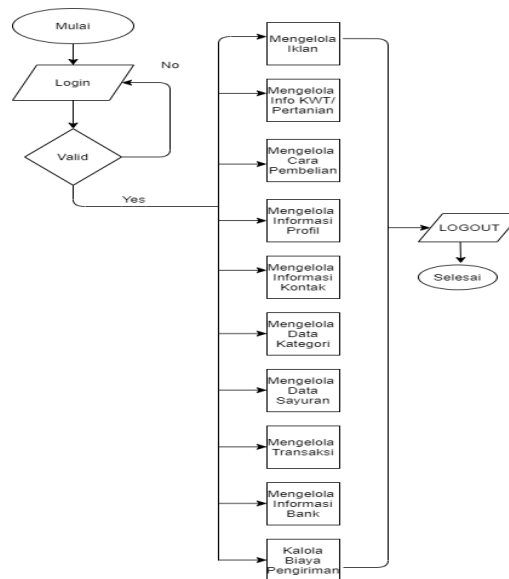 Mulai
Login
No
Valid
Yes
Mengelola
Iklan
Mengelola
Info KWT/
Pertanian
Mengelola
Cara
Pembelian
Mengelola
Informasi
Profil
Mengelola
Informasi
Kontak
Mengelola
Data
Kategori
Mengelola
Data
Sayuran
Mengelola
Transaksi
Mengelola
Informasi
Bank
Kalola
Biaya
Pengiriman
LOGOUT
Selesai